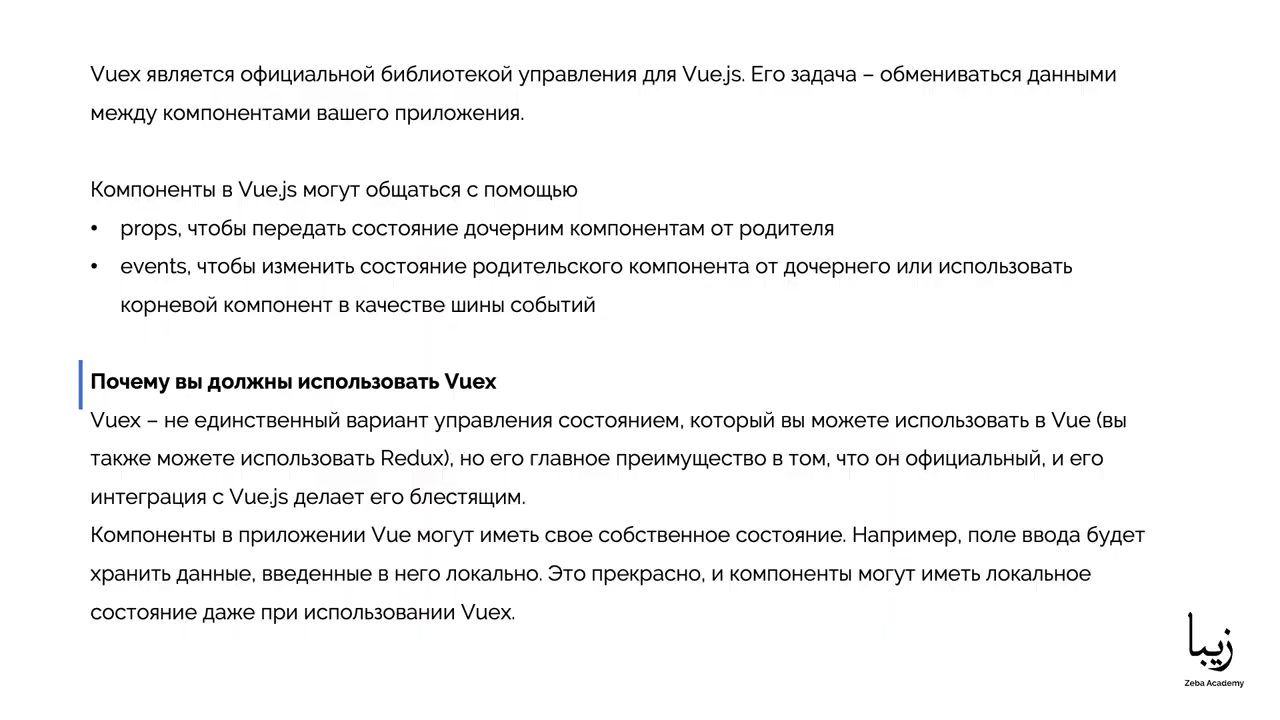 Vuex является официальной библиотекой управления для Vue.js. Его задача – обмениваться данными
между компонентами вашего приложения.
Компоненты в Vue.js могут общаться с помощью
• props, чтобы передать состояние дочерним компонентам от родителя
• events, чтобы изменить состояние родительского компонента от дочернего или использовать
корневой компонент в качестве шины событий
Почему вы должны использовать Vuex
Vuex – не единственный вариант управления состоянием, который вы можете использовать в Vue (вы
также можете использовать Redux), но его главное преимущество в том, что он официальный, и его
интеграция с Vue.js делает его блестящим.
Компоненты в приложении Vue могут иметь свое собственное состояние. Например, поле ввода будет
хранить данные, введенные в него локально. Это прекрасно, и компоненты могут иметь локальное
состояние даже при использовании Vuex.
زيبا
Zeba Academy